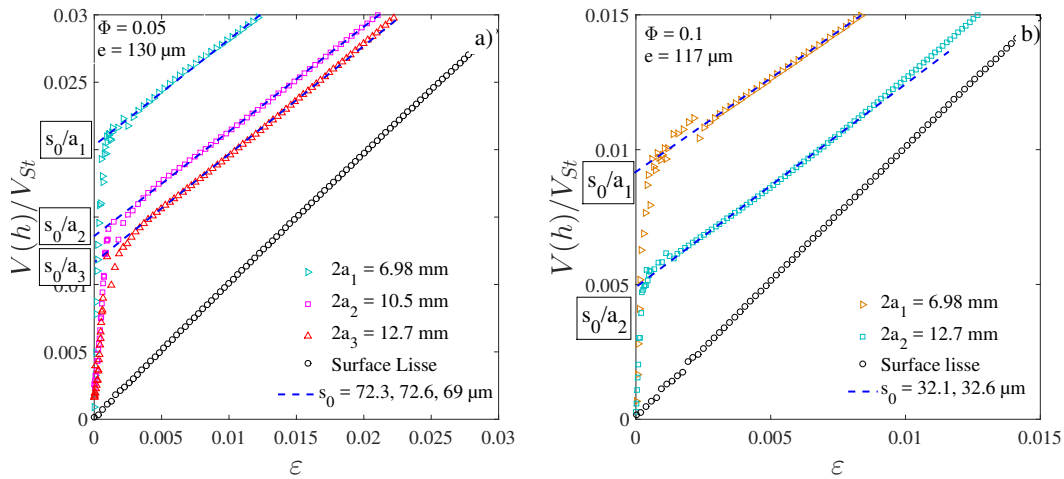 Φ = 0.05
e = 130 μm
a)
0.03
0.025
0.02
0.01
0.005
0
s₀/a₁
s₀/a₂
s₀/a₃
V(h)/V_St
2a₁ = 6.98 mm
2a₂ = 10.5 mm
2a₃ = 12.7 mm
Surface Lisse
s₀ = 72.3, 72.6, 69 μm
0 0.005 0.01 0.015 0.02 0.025 0.03
ε
Φ = 0.1
e = 117 μm
b)
0.015
0.01
0.005
0
s₀/a₁
s₀/a₂
V(h)/V_St
2a₁ = 6.98 mm
2a₂ = 12.7 mm
Surface Lisse
s₀ = 32.1, 32.6 μm
0 0.005 0.01 0.015
ε